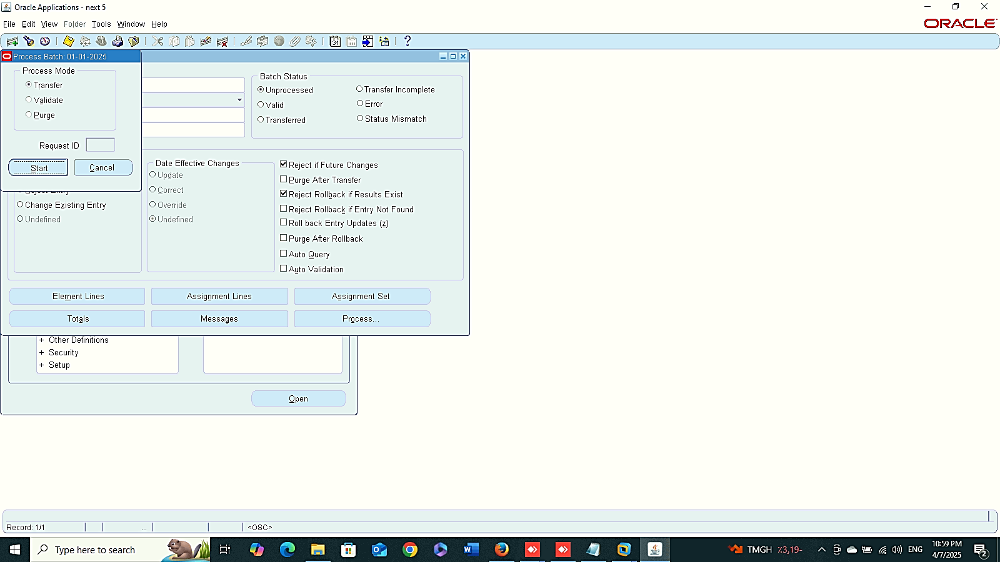 Oracle Applications - next 5
File Edit View Folder Tools Window Help
ORACLE
Process Batch: 01-01-2025
Process Mode
Transfer
Validate
Purge
Request ID
Start Cancel
Batch Status
Unprocessed
Transfer Incomplete
Valid
Error
Transferred
Status Mismatch
Reject Entry
Change Existing Entry
Undefined
Date Effective Changes
Update
Correct
Override
Undefined
Reject if Future Changes
Purge After Transfer
Reject Rollback if Results Exist
Reject Rollback if Entry Not Found
Roll back Entry Updates (z)
Purge After Rollback
Auto Query
Auto Validation
Element Lines Assignment Lines Assignment Set
Totals Messages Process...
+ Other Definitions
+ Security
+ Setup
Open
Record: 1/1 ... <OSC>
Type here to search
TMGH ٪3,19-
ENG
10:59 PM
4/7/2025
2